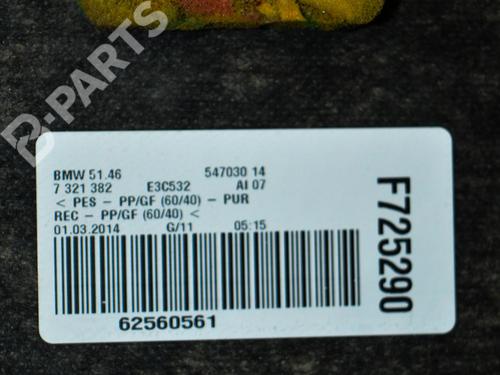 B-PARTS
BMW 51.46 547030 14
7 321 382 E3C532 AI 07
< PES - PP/GF (60/40) - PUR
REC - PP/GF (60/40) <
01.03.2014 G/11 05:15
62560561
F725290